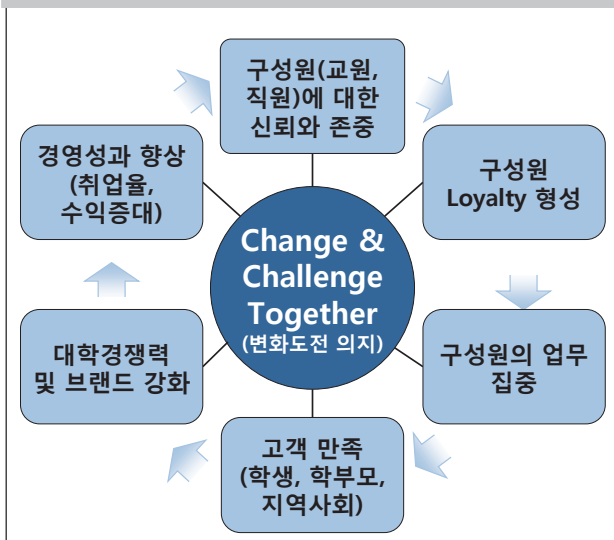 구성원(교원,
직원)에 대한
신뢰와 존중
구성원
Loyalty 형성
구성원의 업무
집중
고객 만족
(학생, 학부모,
지역사회)
대학경쟁력
및 브랜드 강화
경영성과 향상
(취업율,
수익증대)
Change &
Challenge
Together
(변화도전 의지)